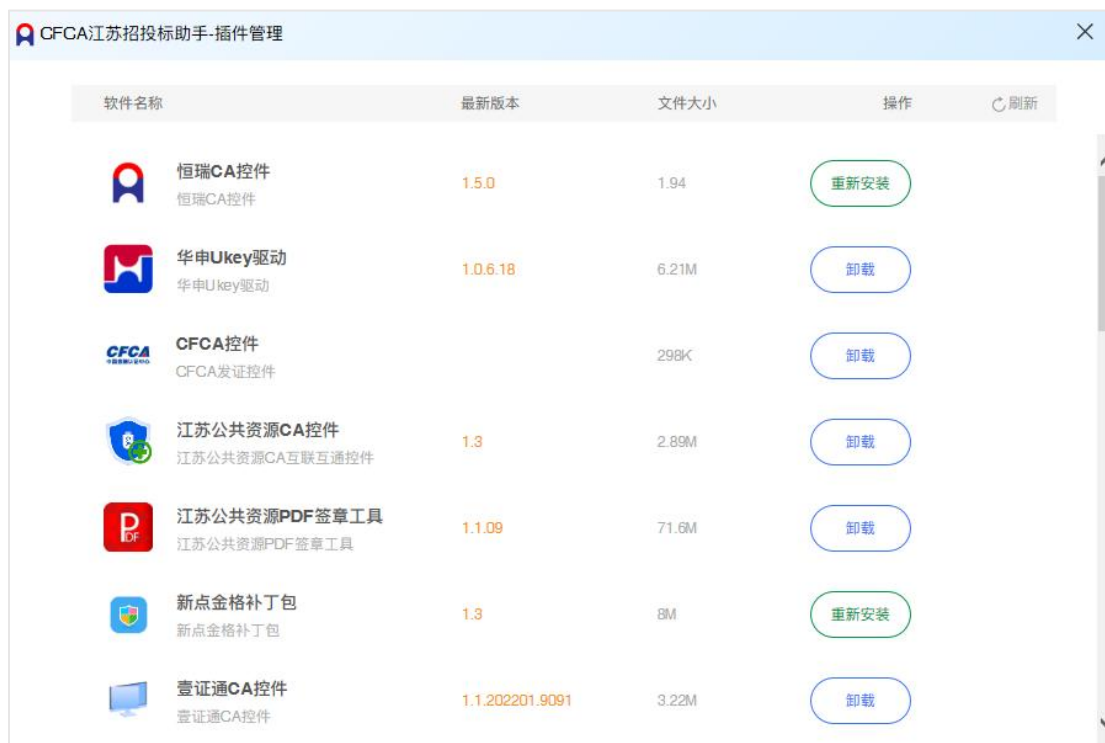 CFCA江苏招投标助手-插件管理
软件名称 最新版本 文件大小 操作 刷新
恒瑞CA控件
恒瑞CA控件
1.5.0 1.94 重新安装
华申Ukey驱动
华申Ukey驱动
1.0.6.18 6.21M 卸载
CFCA
CFCA控件
CFCA发证控件
298K 卸载
江苏公共资源CA控件
江苏公共资源CA互联互通控件
1.3 2.89M 卸载
PDF
江苏公共资源PDF签章工具
江苏公共资源PDF签章工具
1.1.09 71.6M 卸载
新点金格补丁包
新点金格补丁包
1.3 8M 重新安装
壹证通CA控件
壹证通CA控件
1.1.202201.9091 3.22M 卸载